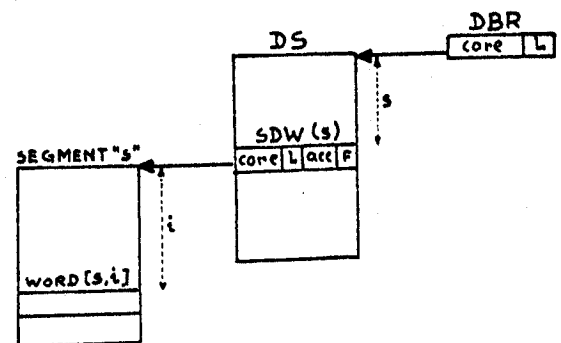 DBR
core L
DS
s
SDW (s)
core L acc F
SEGMENT "s"
i
WORD [s,i]